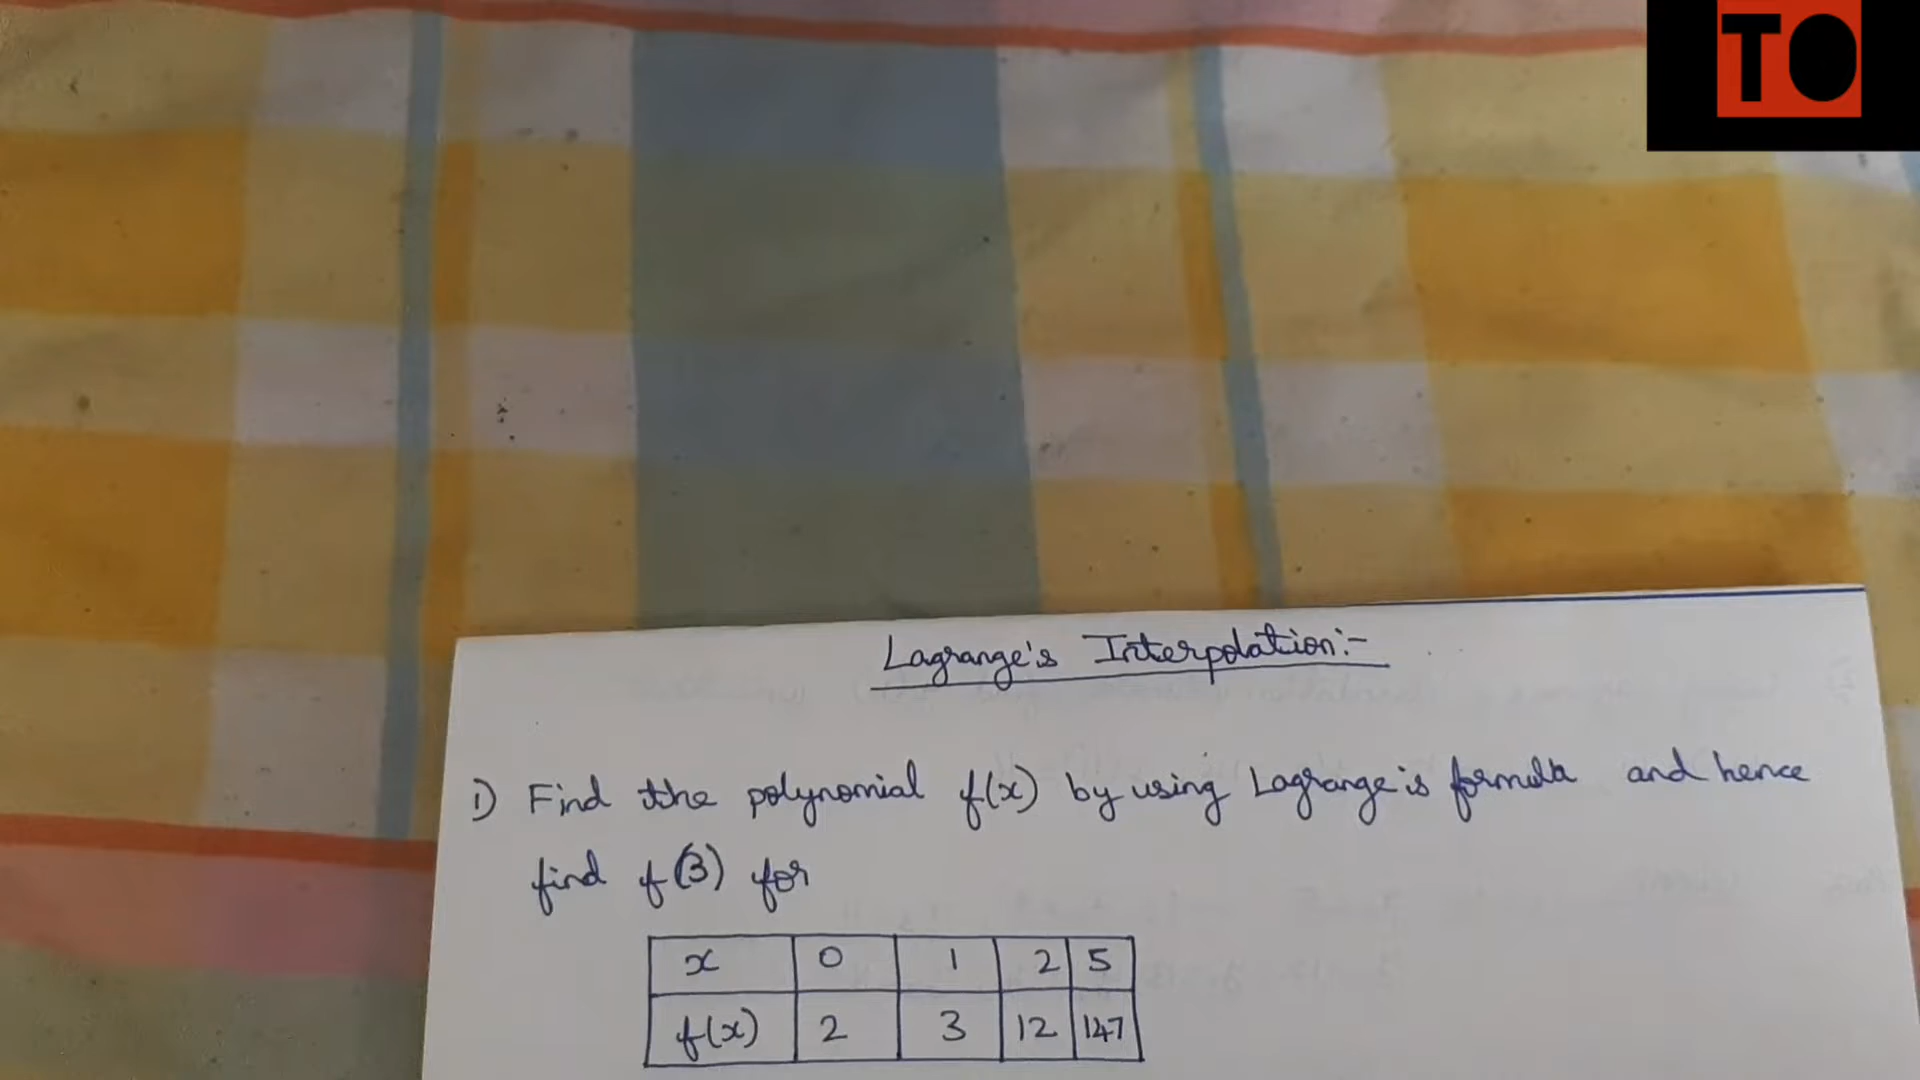 TO
Lagrange's Interpolation:-
1) Find the polynomial f(x) by using Lagrange's formula and hence
find f(3) for
x 0 1 2 5
f(x) 2 3 12 147